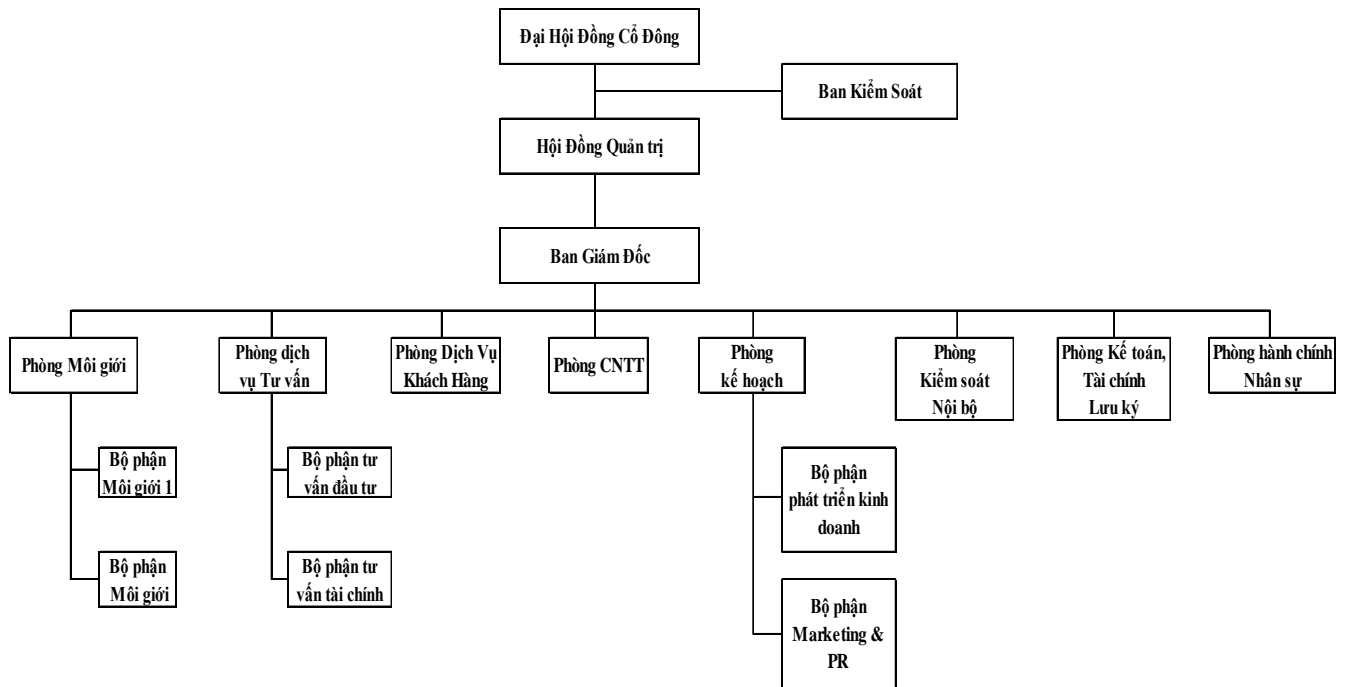 Đại Hội Đồng Cổ Đông
Ban Kiểm Soát
Hội Đồng Quản trị
Ban Giám Đốc
Phòng Môi giới
Phòng dịch
vụ Tư vấn
Phòng Dịch Vụ
Khách Hàng
Phòng CNTT
Phòng
kế hoạch
Phòng
Kiểm soát
Nội bộ
Phòng Kế toán,
Tài chính
Lưu ký
Phòng hành chính
Nhân sự
Bộ phận
Môi giới 1
Bộ phận tư
vấn đầu tư
Bộ phận
phát triển kinh
doanh
Bộ phận
Môi giới
Bộ phận tư
vấn tài chính
Bộ phận
Marketing &
PR